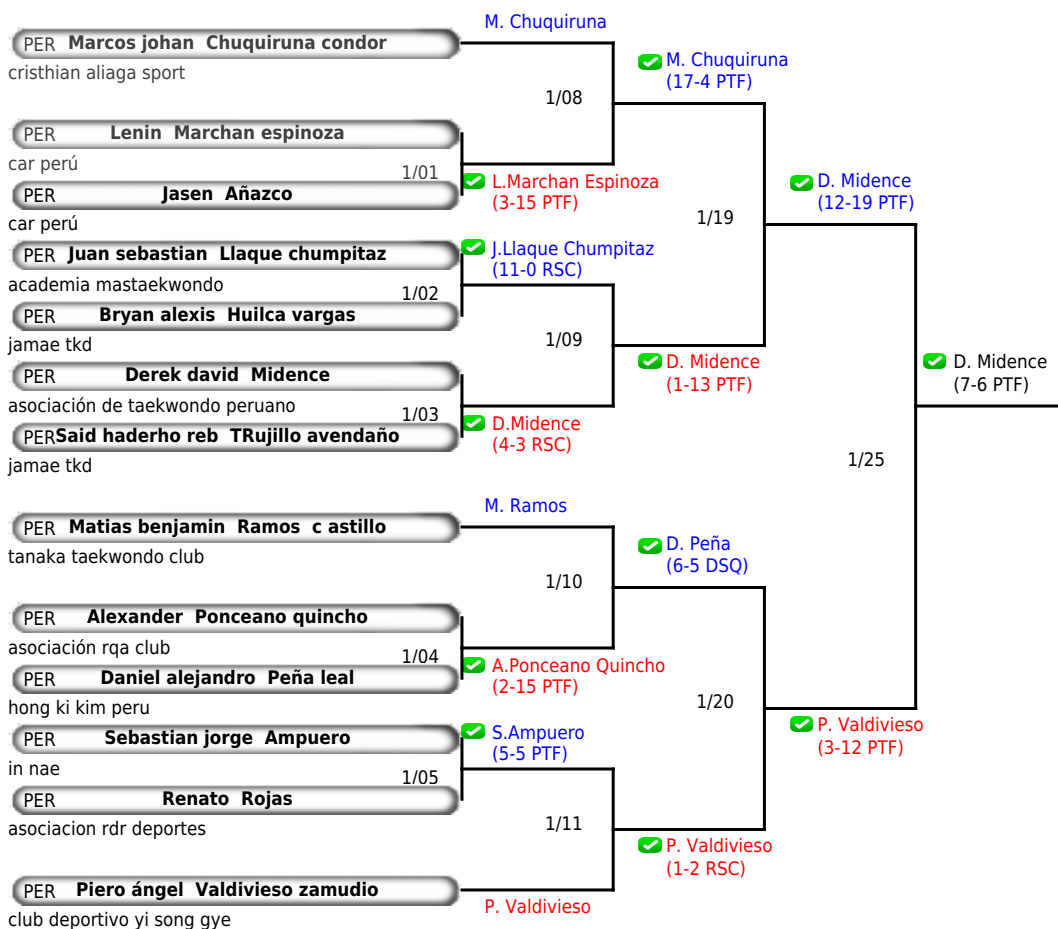 M. Chuquiruna
PER Marcos johan Chuquiruna condor
cristhian aliaga sport
M. Chuquiruna
(17-4 PTF)
1/08
PER Lenin Marchan espinoza
car perú
1/01
L.Marchan Espinoza
(3-15 PTF)
PER Jasen Añazco
car perú
D. Midence
(12-19 PTF)
1/19
PER Juan sebastian Llaque chumpitaz
academia mastaekwondo
J.Llaque Chumpitaz
(11-0 RSC)
1/02
PER Bryan alexis Huilca vargas
jamae tkd
1/09
D. Midence
(1-13 PTF)
D. Midence
(7-6 PTF)
PER Derek david Midence
asociación de taekwondo peruano
1/03
D.Midence
(4-3 RSC)
PERSaid haderho reb TRujillo avendaño
jamae tkd
1/25
M. Ramos
PER Matias benjamin Ramos c astillo
tanaka taekwondo club
D. Peña
(6-5 DSQ)
1/10
PER Alexander Ponceano quincho
asociación rqa club
1/04
A.Ponceano Quincho
(2-15 PTF)
PER Daniel alejandro Peña leal
hong ki kim peru
1/20
P. Valdivieso
(3-12 PTF)
PER Sebastian jorge Ampuero
in nae
S.Ampuero
(5-5 PTF)
1/05
PER Renato Rojas
asociacion rdr deportes
1/11
P. Valdivieso
(1-2 RSC)
PER Piero ángel Valdivieso zamudio
club deportivo yi song gye
P. Valdivieso